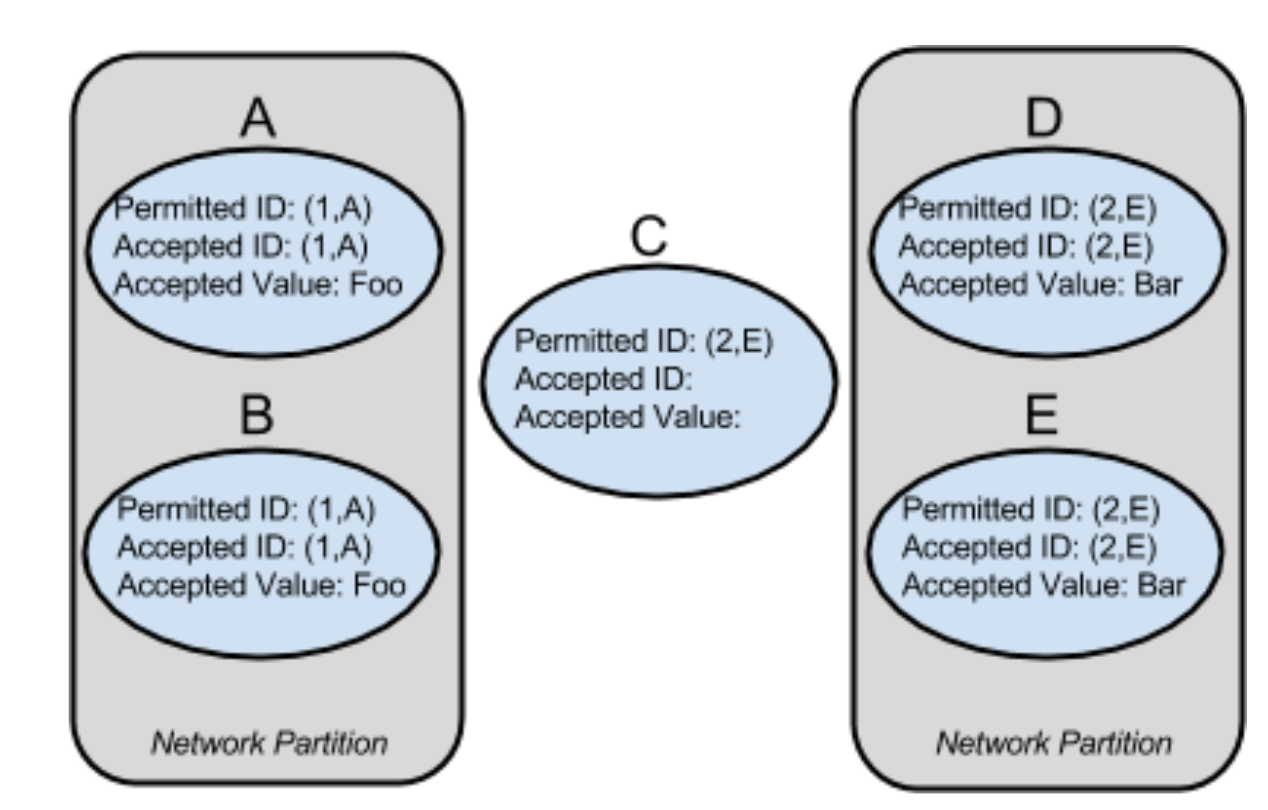 A
Permitted ID: (1,A)
Accepted ID: (1,A)
Accepted Value: Foo
B
Permitted ID: (1,A)
Accepted ID: (1,A)
Accepted Value: Foo
Network Partition
C
Permitted ID: (2,E)
Accepted ID:
Accepted Value:
D
Permitted ID: (2,E)
Accepted ID: (2,E)
Accepted Value: Bar
E
Permitted ID: (2,E)
Accepted ID: (2,E)
Accepted Value: Bar
Network Partition